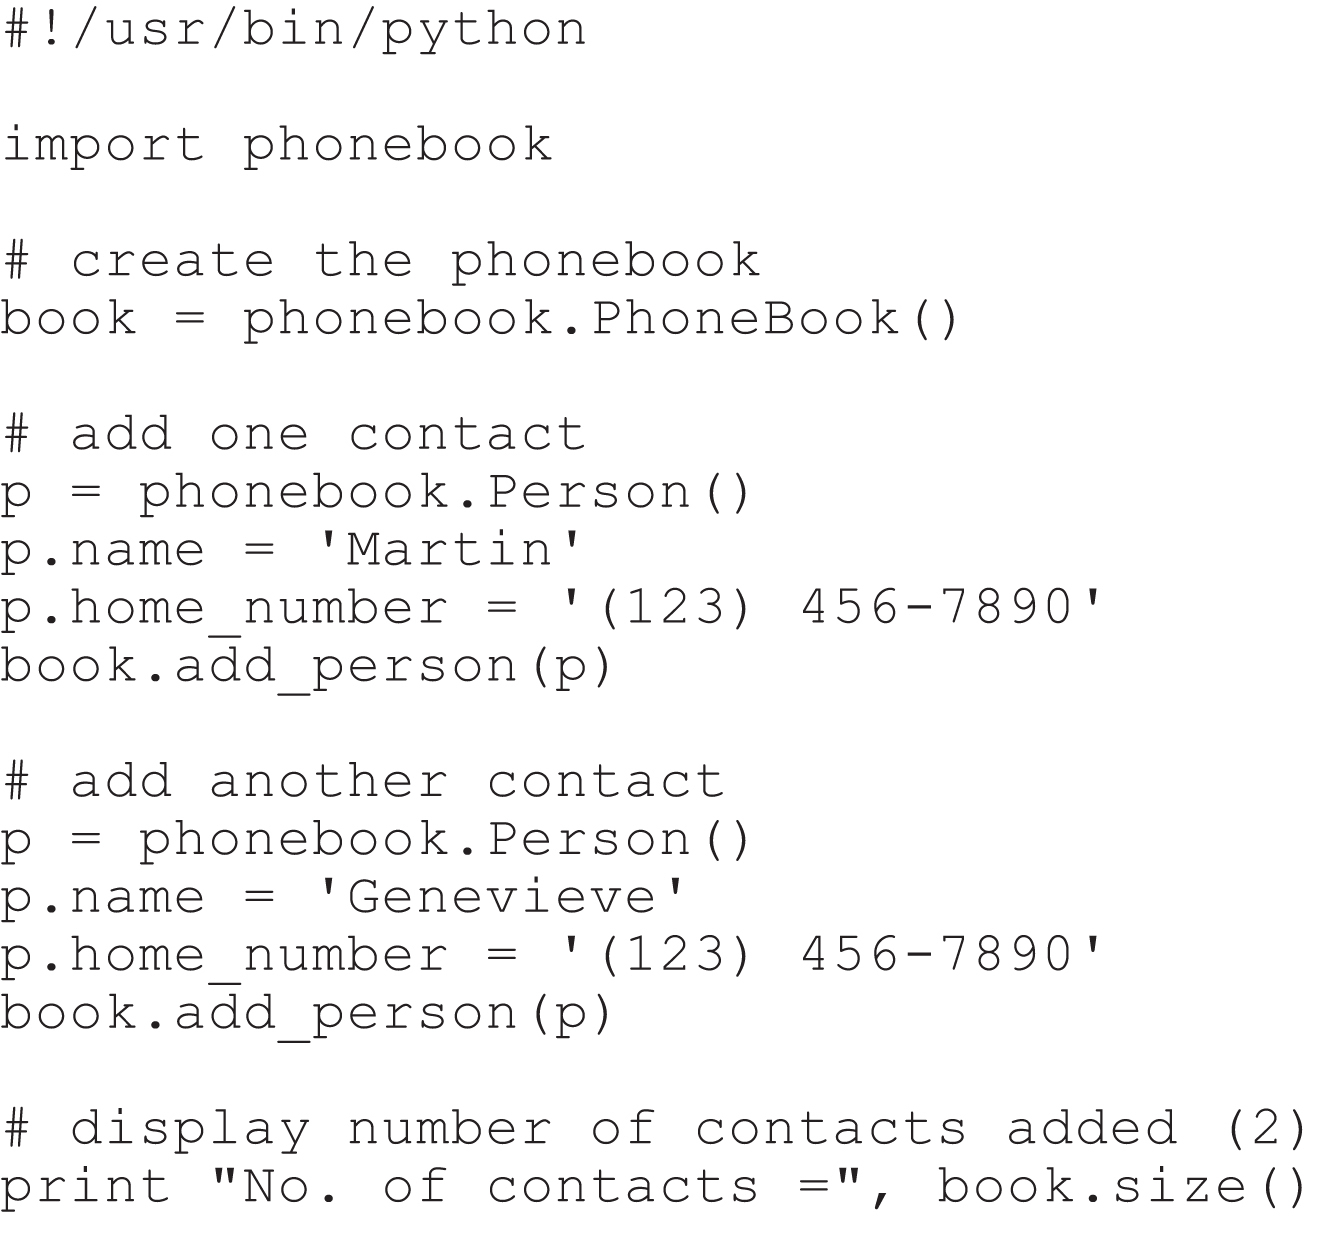 #!/usr/bin/python
import phonebook
# create the phonebook
book = phonebook.PhoneBook()
# add one contact
p = phonebook.Person()
p.name = 'Martin'
p.home_number = '(123) 456-7890'
book.add_person(p)
# add another contact
p = phonebook.Person()
p.name = 'Genevieve'
p.home_number = '(123) 456-7890'
book.add_person(p)
# display number of contacts added (2)
print "No. of contacts =", book.size()